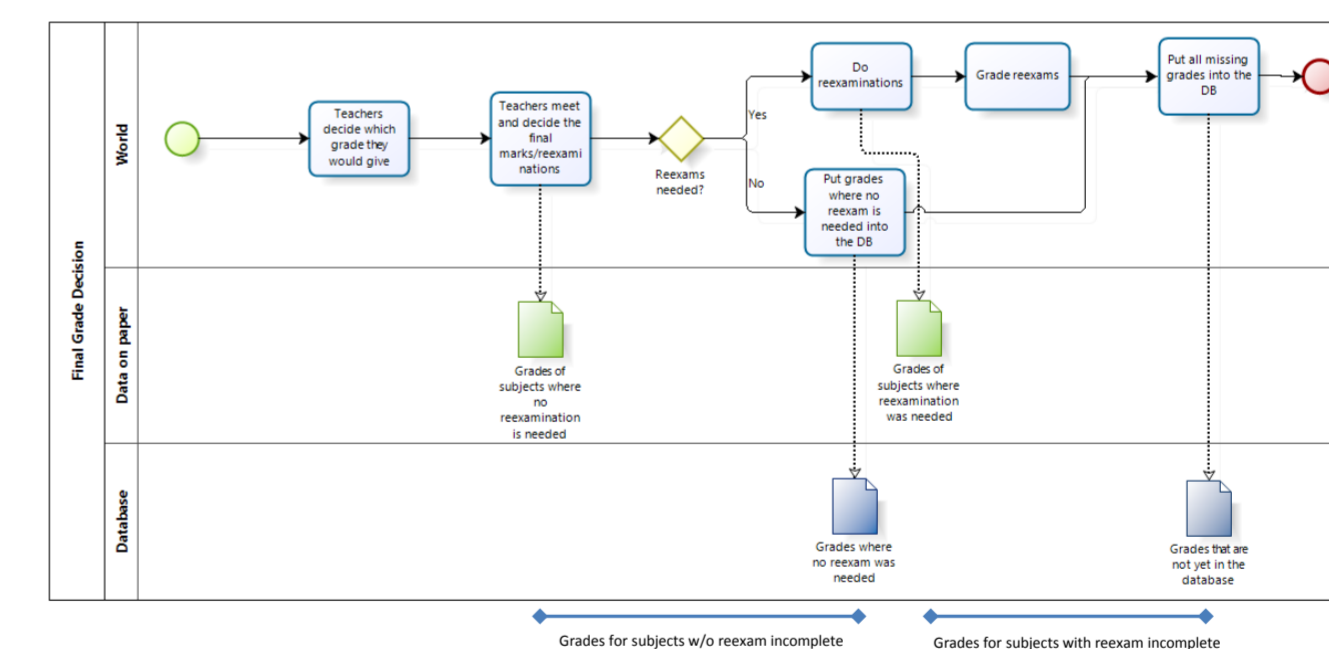 Final Grade Decision
World
Teachers
decide which
grade they
would give
Teachers meet
and decide the
final
marks/reexami
nations
Reexams
needed?
Yes
No
Do
reexaminations
Grade reexams
Put all missing
grades into the
DB
Put grades
where no
reexam is
needed into
the DB
Data on paper
Grades of
subjects where
no
reexamination
is needed
Grades of
subjects where
reexamination
was needed
Database
Grades where
no reexam was
needed
Grades that are
not yet in the
database
Grades for subjects w/o reexam incomplete
Grades for subjects with reexam incomplete